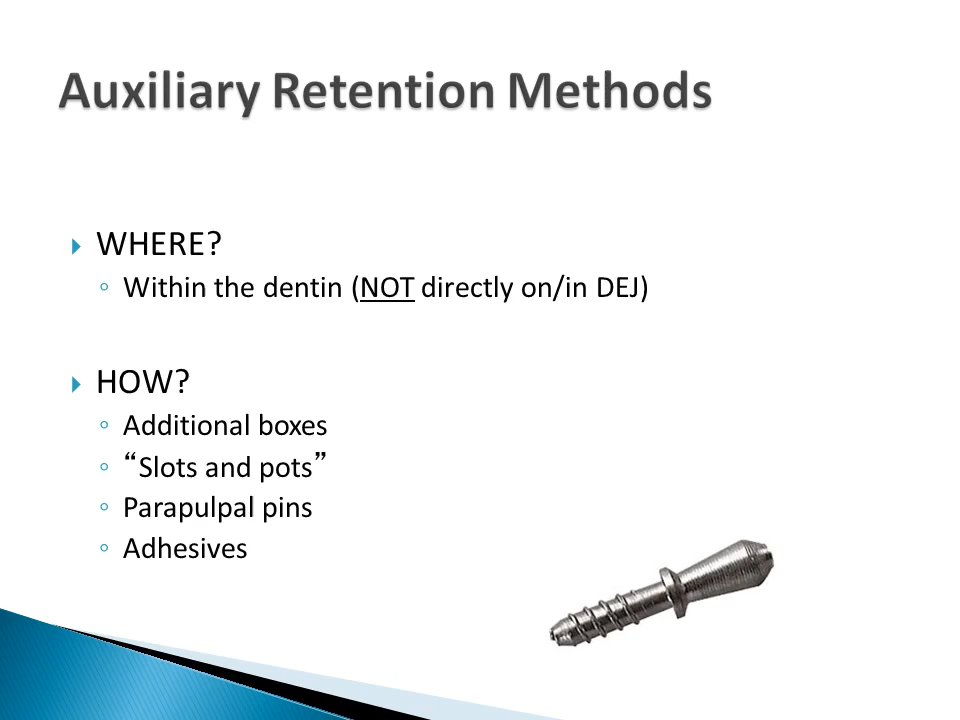 Auxiliary Retention Methods
WHERE?
Within the dentin (NOT directly on/in DEJ)
HOW?
Additional boxes
“Slots and pots”
Parapulpal pins
Adhesives